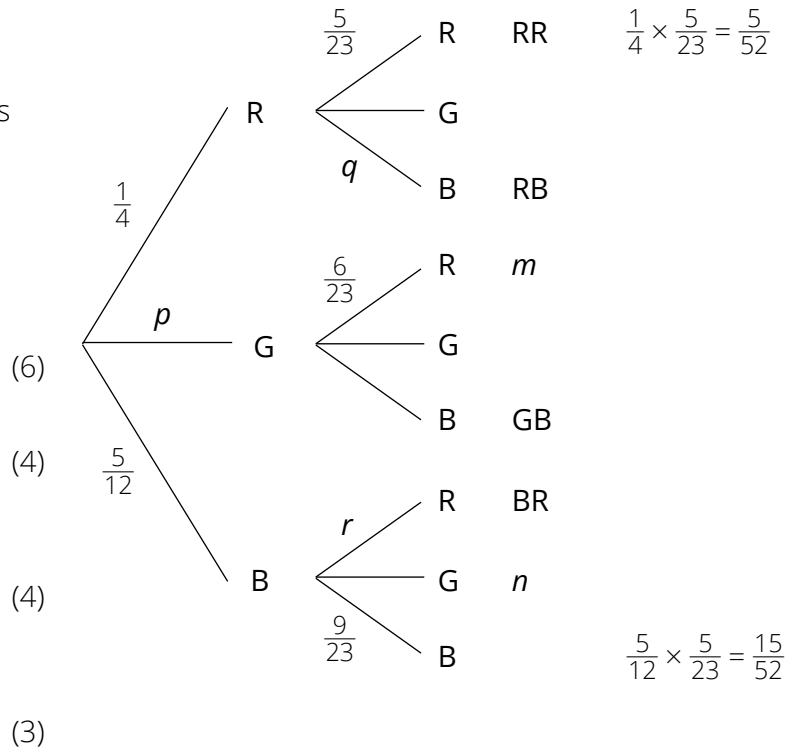 5/23 R RR 1/4 × 5/23 = 5/52
s R G
1/4 q B RB
6/23 R m
p G G
(6)
B GB
(4) 5/12
r R BR
(4) B G n
9/23 B 5/12 × 5/23 = 15/52
(3)